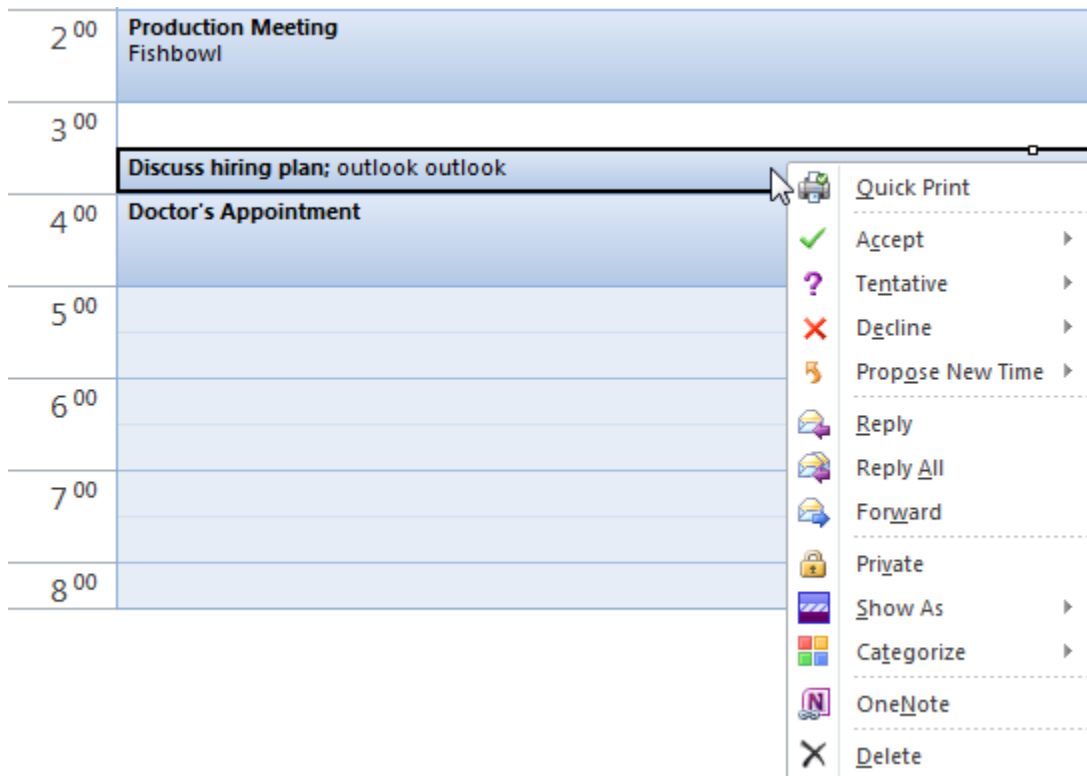 2 00
Production Meeting
Fishbowl
3 00
Discuss hiring plan; outlook outlook
4 00
Doctor's Appointment
5 00
6 00
7 00
8 00
Quick Print
Accept
Tentative
Decline
Propose New Time
Reply
Reply All
Forward
Private
Show As
Categorize
OneNote
Delete